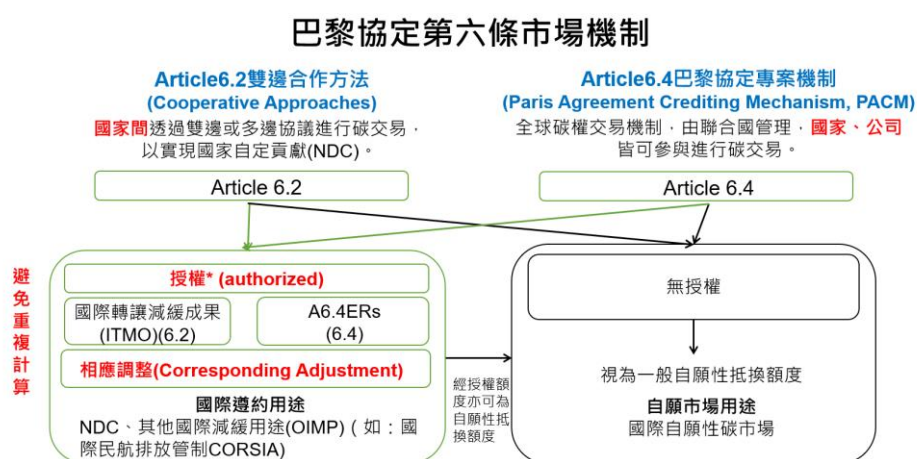 巴黎協定第六條市場機制
Article6.2雙邊合作方法
(Cooperative Approaches)
國家間透過雙邊或多邊協議進行碳交易，
以實現國家自定貢獻(NDC)。
Article 6.2
Article6.4巴黎協定專案機制
(Paris Agreement Crediting Mechanism, PACM)
全球碳權交易機制，由聯合國管理，國家、公司
皆可參與進行碳交易。
Article 6.4
避免重複計算
授權* (authorized)
國際轉讓減緩成果
(ITMO)(6.2)
A6.4ERs
(6.4)
相應調整(Corresponding Adjustment)
國際遵約用途
NDC、其他國際減緩用途(OIMP)（如：國
際民航排放管制CORSIA)
經授權額
度亦可為
自願性抵
換額度
無授權
視為一般自願性抵換額度
自願市場用途
國際自願性碳市場